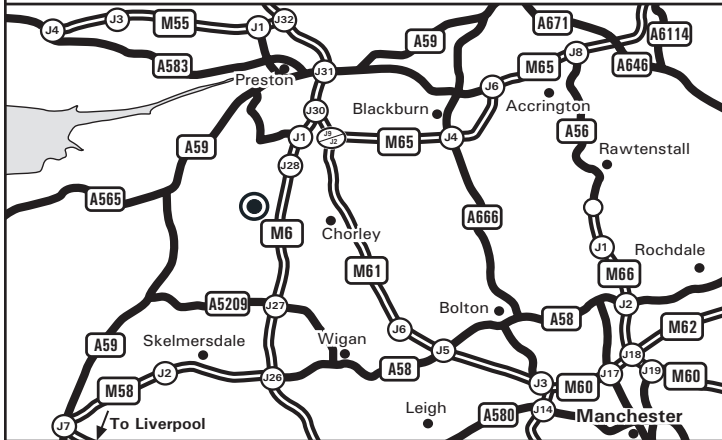 J4
J3
M55
J1
J32
A59
A671
A6114
A583
Preston
J31
M65
J8
A646
J6
Accrington
Blackburn
J30
J1
J9
J2
M65
J4
A56
A59
J28
Rawtenstall
A565
M6
Chorley
A666
J1
Rochdale
M61
M66
A5209
J27
Bolton
J2
A58
M62
J6
A59
Skelmersdale
Wigan
J5
J18
M58
J2
J26
A58
J3
M60
J17
J19
M60
J7
To Liverpool
Leigh
A580
J14
Manchester